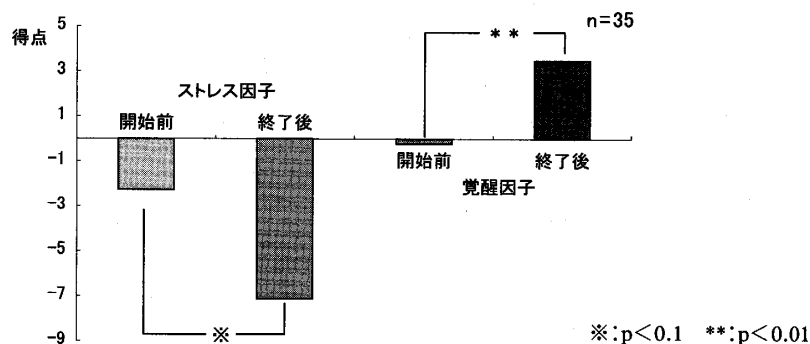 5
n=35
得点
**
3
ストレス因子
1
開始前
終了後
-1
開始前
終了後
覚醒因子
-3
-5
-7
※
-9
※:p<0.1 **:p<0.01